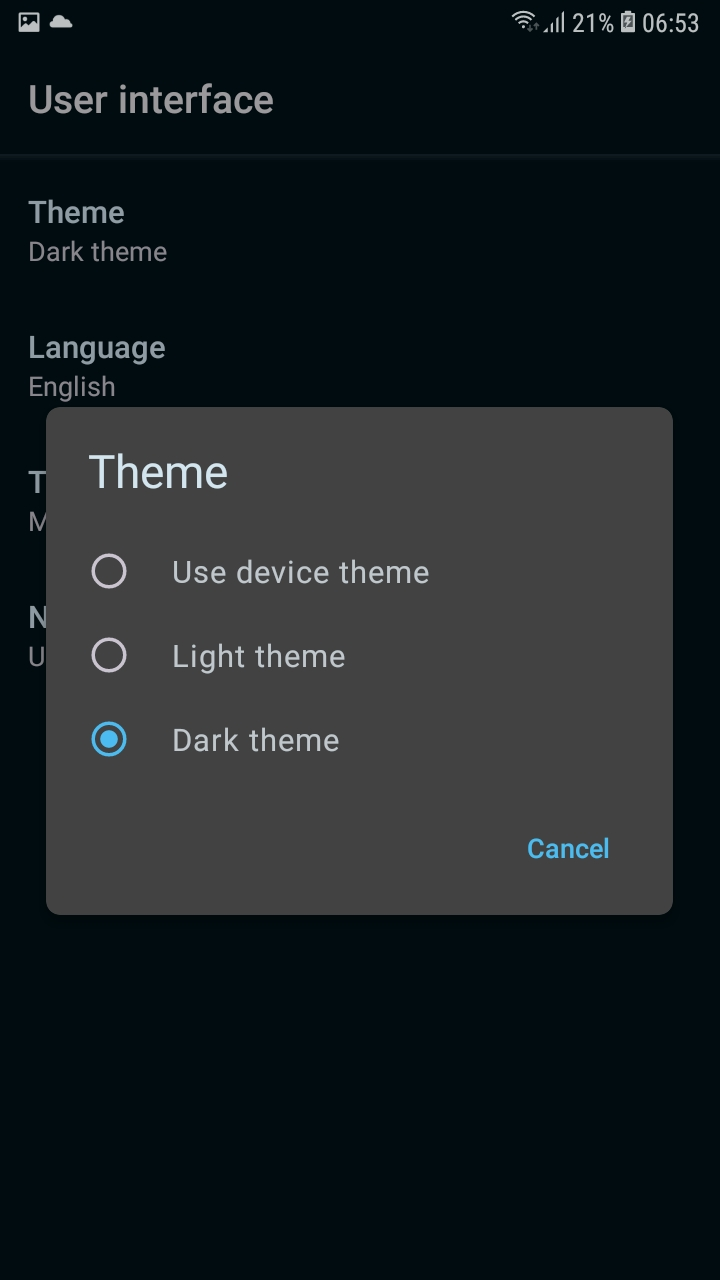 21% 06:53
User interface
Theme
Dark theme
Language
English
Theme
Use device theme
Light theme
Dark theme
Cancel